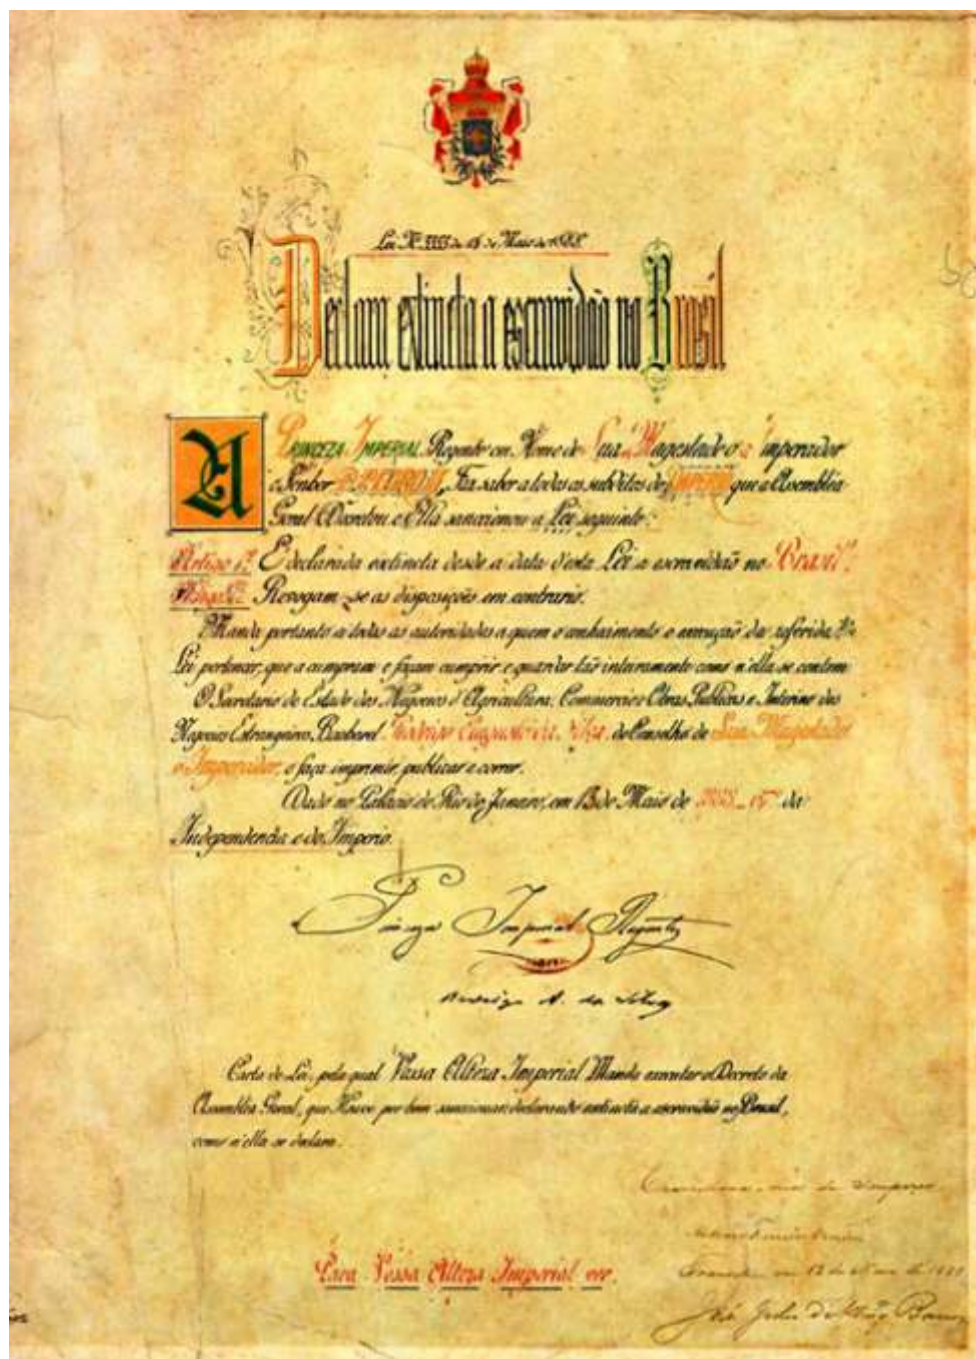 Lei Nº 3353 de 13 de Maio de 1888
Declara extincta a escravidão no Brasil
A PRINCEZA IMPERIAL Regente em Nome de Sua Magestade o Imperador
o Senhor D. PEDRO II, Faz saber a todos os subditos do IMPERIO que a Assembléa
Geral Decretou e Ella sanccionou a Lei seguinte:
Artigo 1º É declarada extincta desde a data d'esta Lei a escravidão no Brazil.
Revogam-se as disposições em contrario.
Manda portanto a todas as autoridades a quem o conhecimento e execução da referida
Lei pertencer, que a cumpram e façam cumprir e guardar tão inteiramente como n'ella se contem
O Secretario de Estado dos Negocios d'Agricultura, Commercio e Obras Publicas e Interino dos
Negocios Estrangeiros, Bacharel Rodrigo Augusto da Silva, do Conselho de Sua Magestade
o Imperador, o faça imprimir, publicar e correr.
Dado no Palacio do Rio de Janeiro, em 13 de Maio de 1888 - 67º da
Independencia e do Imperio.
Princeza Imperial Regente
Rodrigo A. da Silva
Carta de Lei, pela qual Vossa Alteza Imperial Manda executar o Decreto da
Assembléa Geral, que Houve por bem sanccionar, declarando extincta a escravidão no Brasil,
como n'ella se declara.
Para Vossa Alteza Imperial ver.